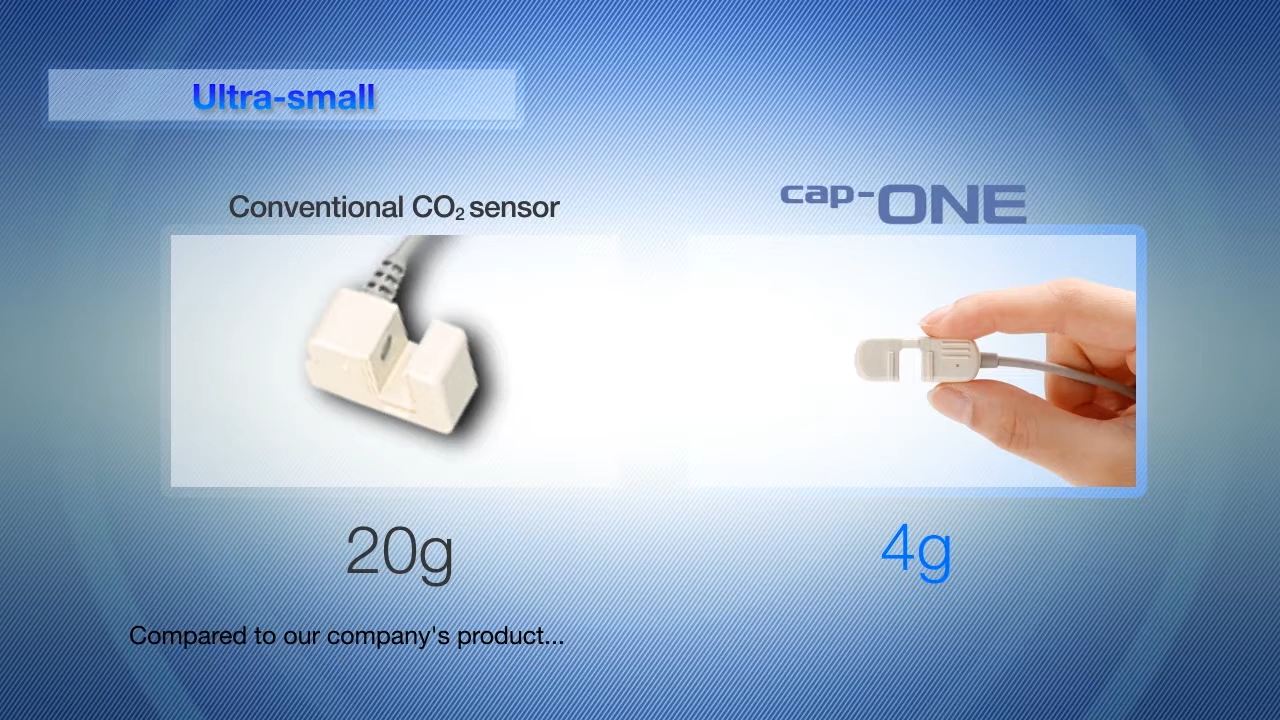 Ultra-small
Conventional CO₂ sensor
cap-ONE
20g
4g
Compared to our company's product...